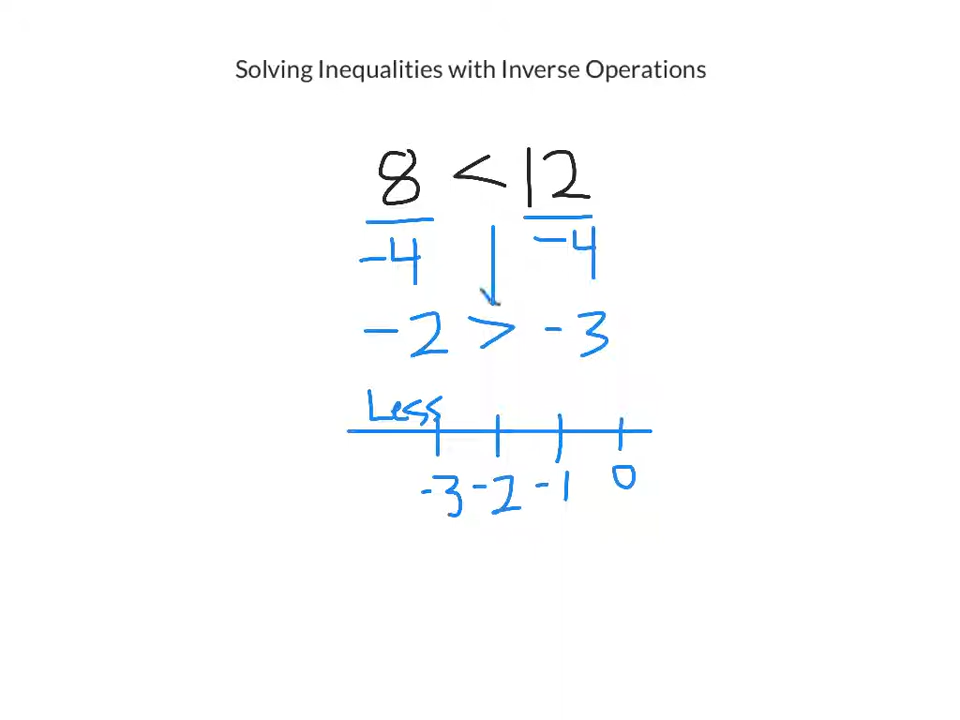 Solving Inequalities with Inverse Operations
8 < 12
-4 -4
-2 > -3
Less
-3 -2 -1 0